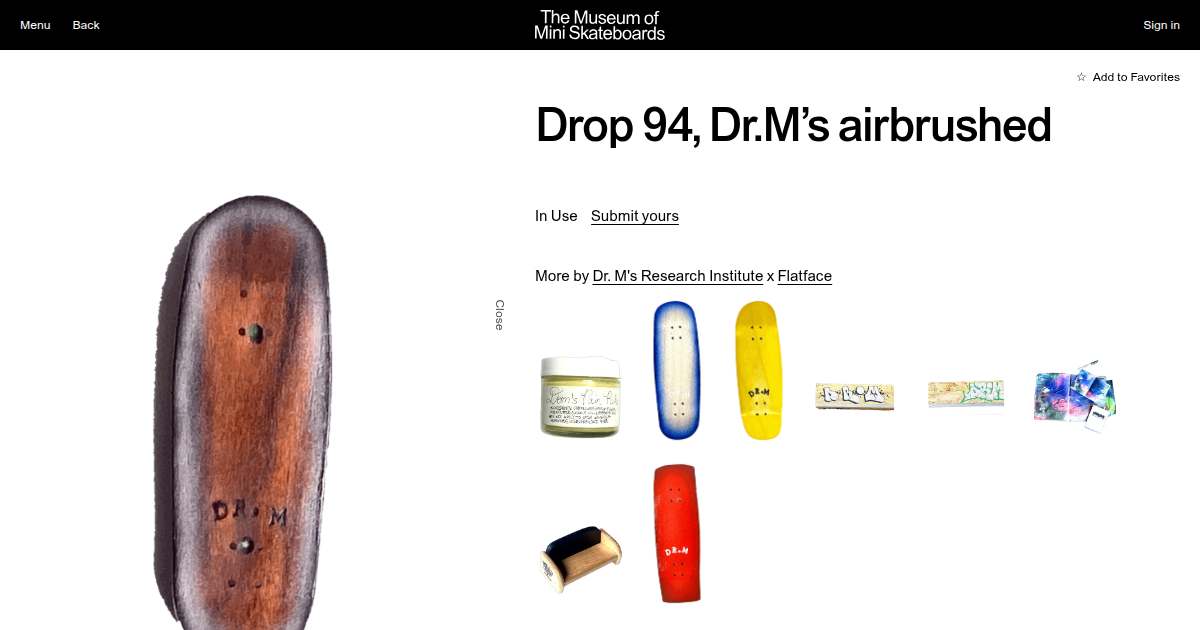 Menu
Back
The Museum of
Mini Skateboards
Sign in
☆ Add to Favorites
Drop 94, Dr.M’s airbrushed
In Use Submit yours
More by Dr. M's Research Institute x Flatface
Close
DR.M
DR.M
DR.M